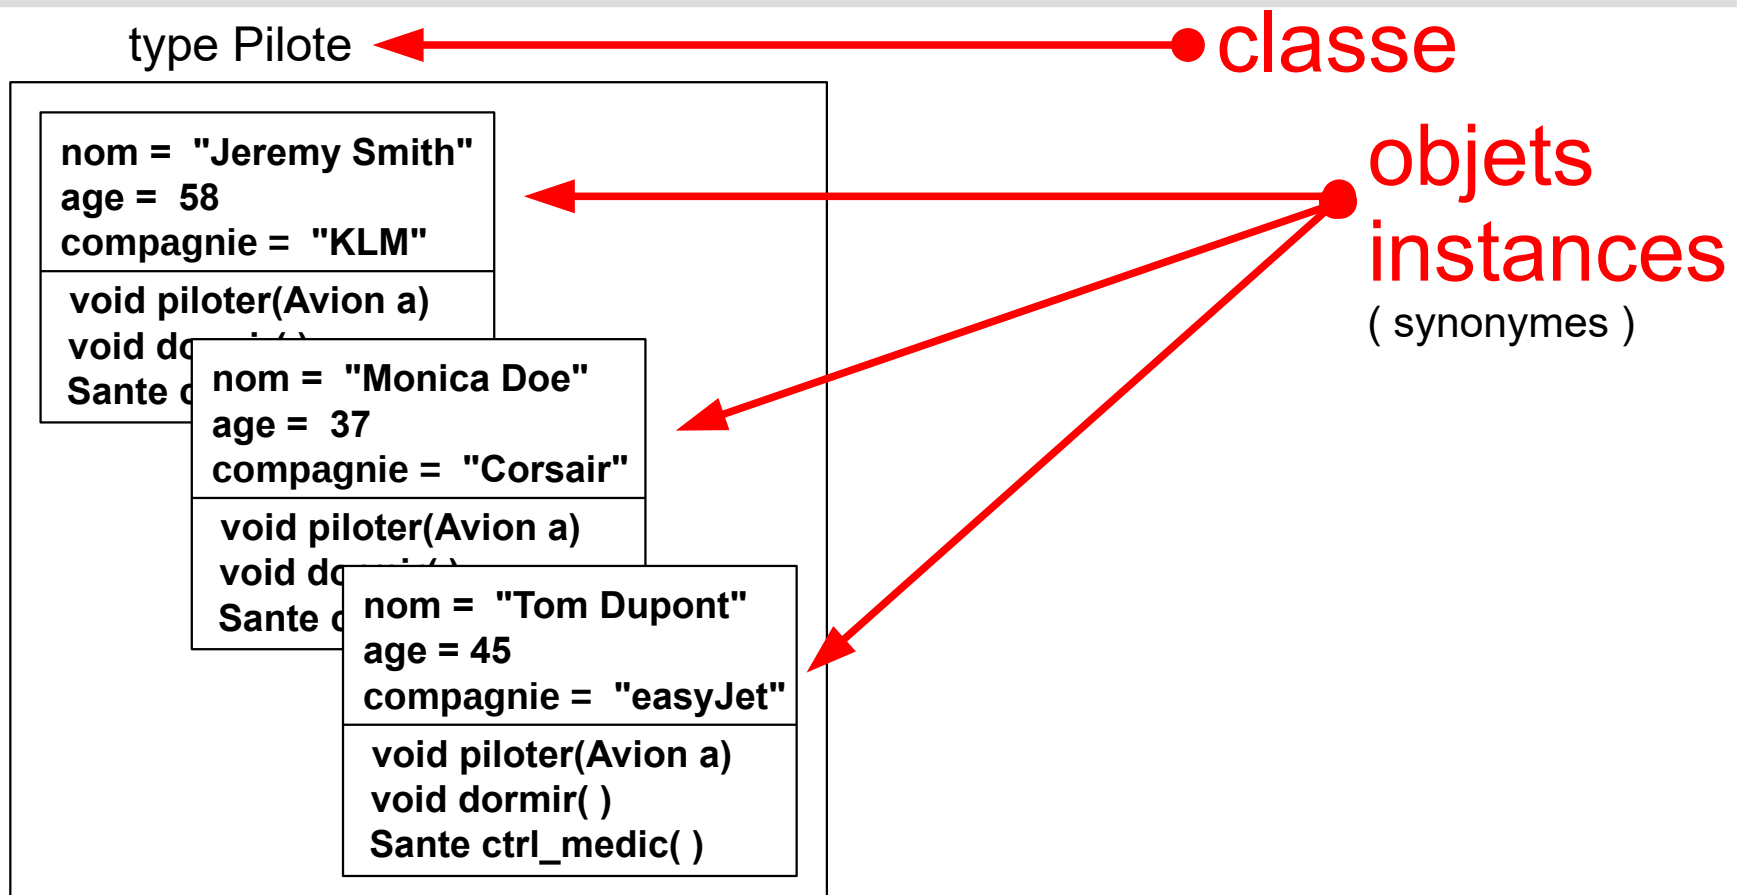 type Pilote
classe
nom = "Jeremy Smith"
age = 58
compagnie = "KLM"
void piloter(Avion a)
void
Sante
nom = "Monica Doe"
age = 37
compagnie = "Corsair"
void piloter(Avion a)
void
Sante
nom = "Tom Dupont"
age = 45
compagnie = "easyJet"
void piloter(Avion a)
void dormir( )
Sante ctrl_medic( )
objets
instances
( synonymes )